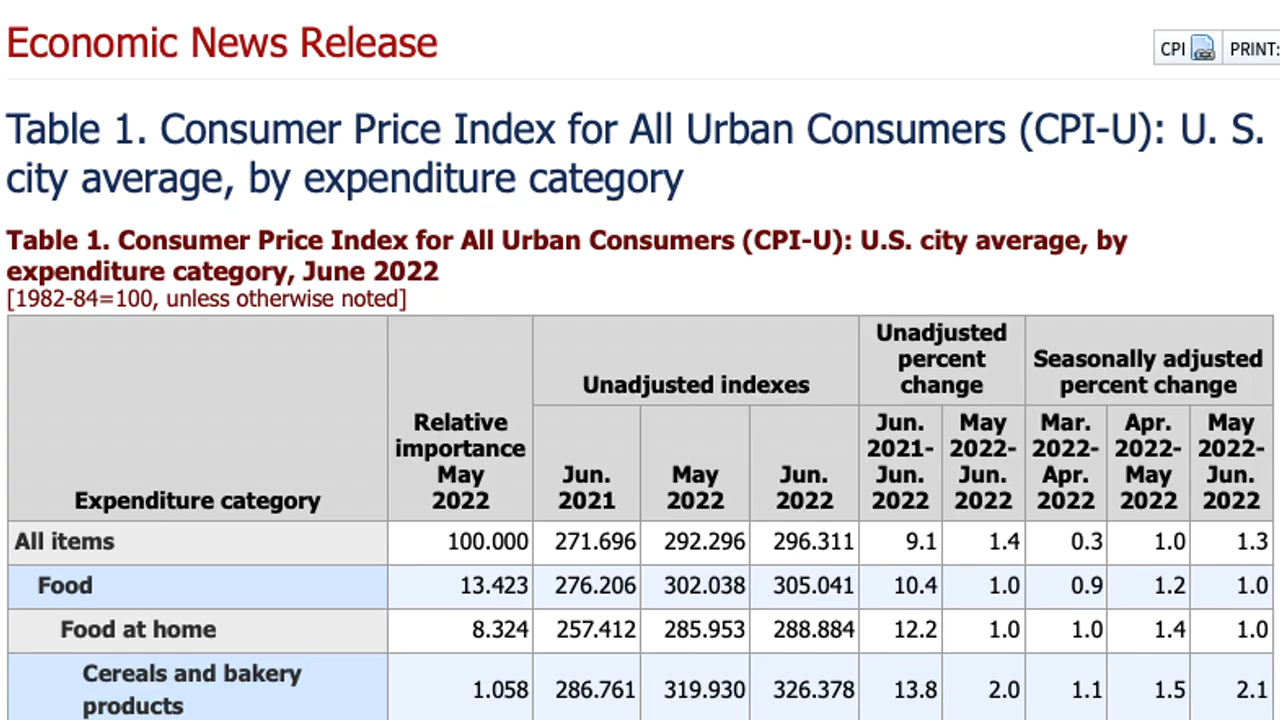 Economic News Release
CPI PRINT:
Table 1. Consumer Price Index for All Urban Consumers (CPI-U): U. S.
city average, by expenditure category
Table 1. Consumer Price Index for All Urban Consumers (CPI-U): U.S. city average, by
expenditure category, June 2022
[1982-84=100, unless otherwise noted]
Expenditure category
Relative
importance
May
2022
Unadjusted indexes
Jun.
2021
May
2022
Jun.
2022
Unadjusted
percent
change
Jun.
2021-
Jun.
2022
May
2022-
Jun.
2022
Seasonally adjusted
percent change
Mar.
2022-
Apr.
2022
Apr.
2022-
May
2022
May
2022-
Jun.
2022
All items 100.000 271.696 292.296 296.311 9.1 1.4 0.3 1.0 1.3
Food 13.423 276.206 302.038 305.041 10.4 1.0 0.9 1.2 1.0
Food at home 8.324 257.412 285.953 288.884 12.2 1.0 1.0 1.4 1.0
Cereals and bakery
products 1.058 286.761 319.930 326.378 13.8 2.0 1.1 1.5 2.1